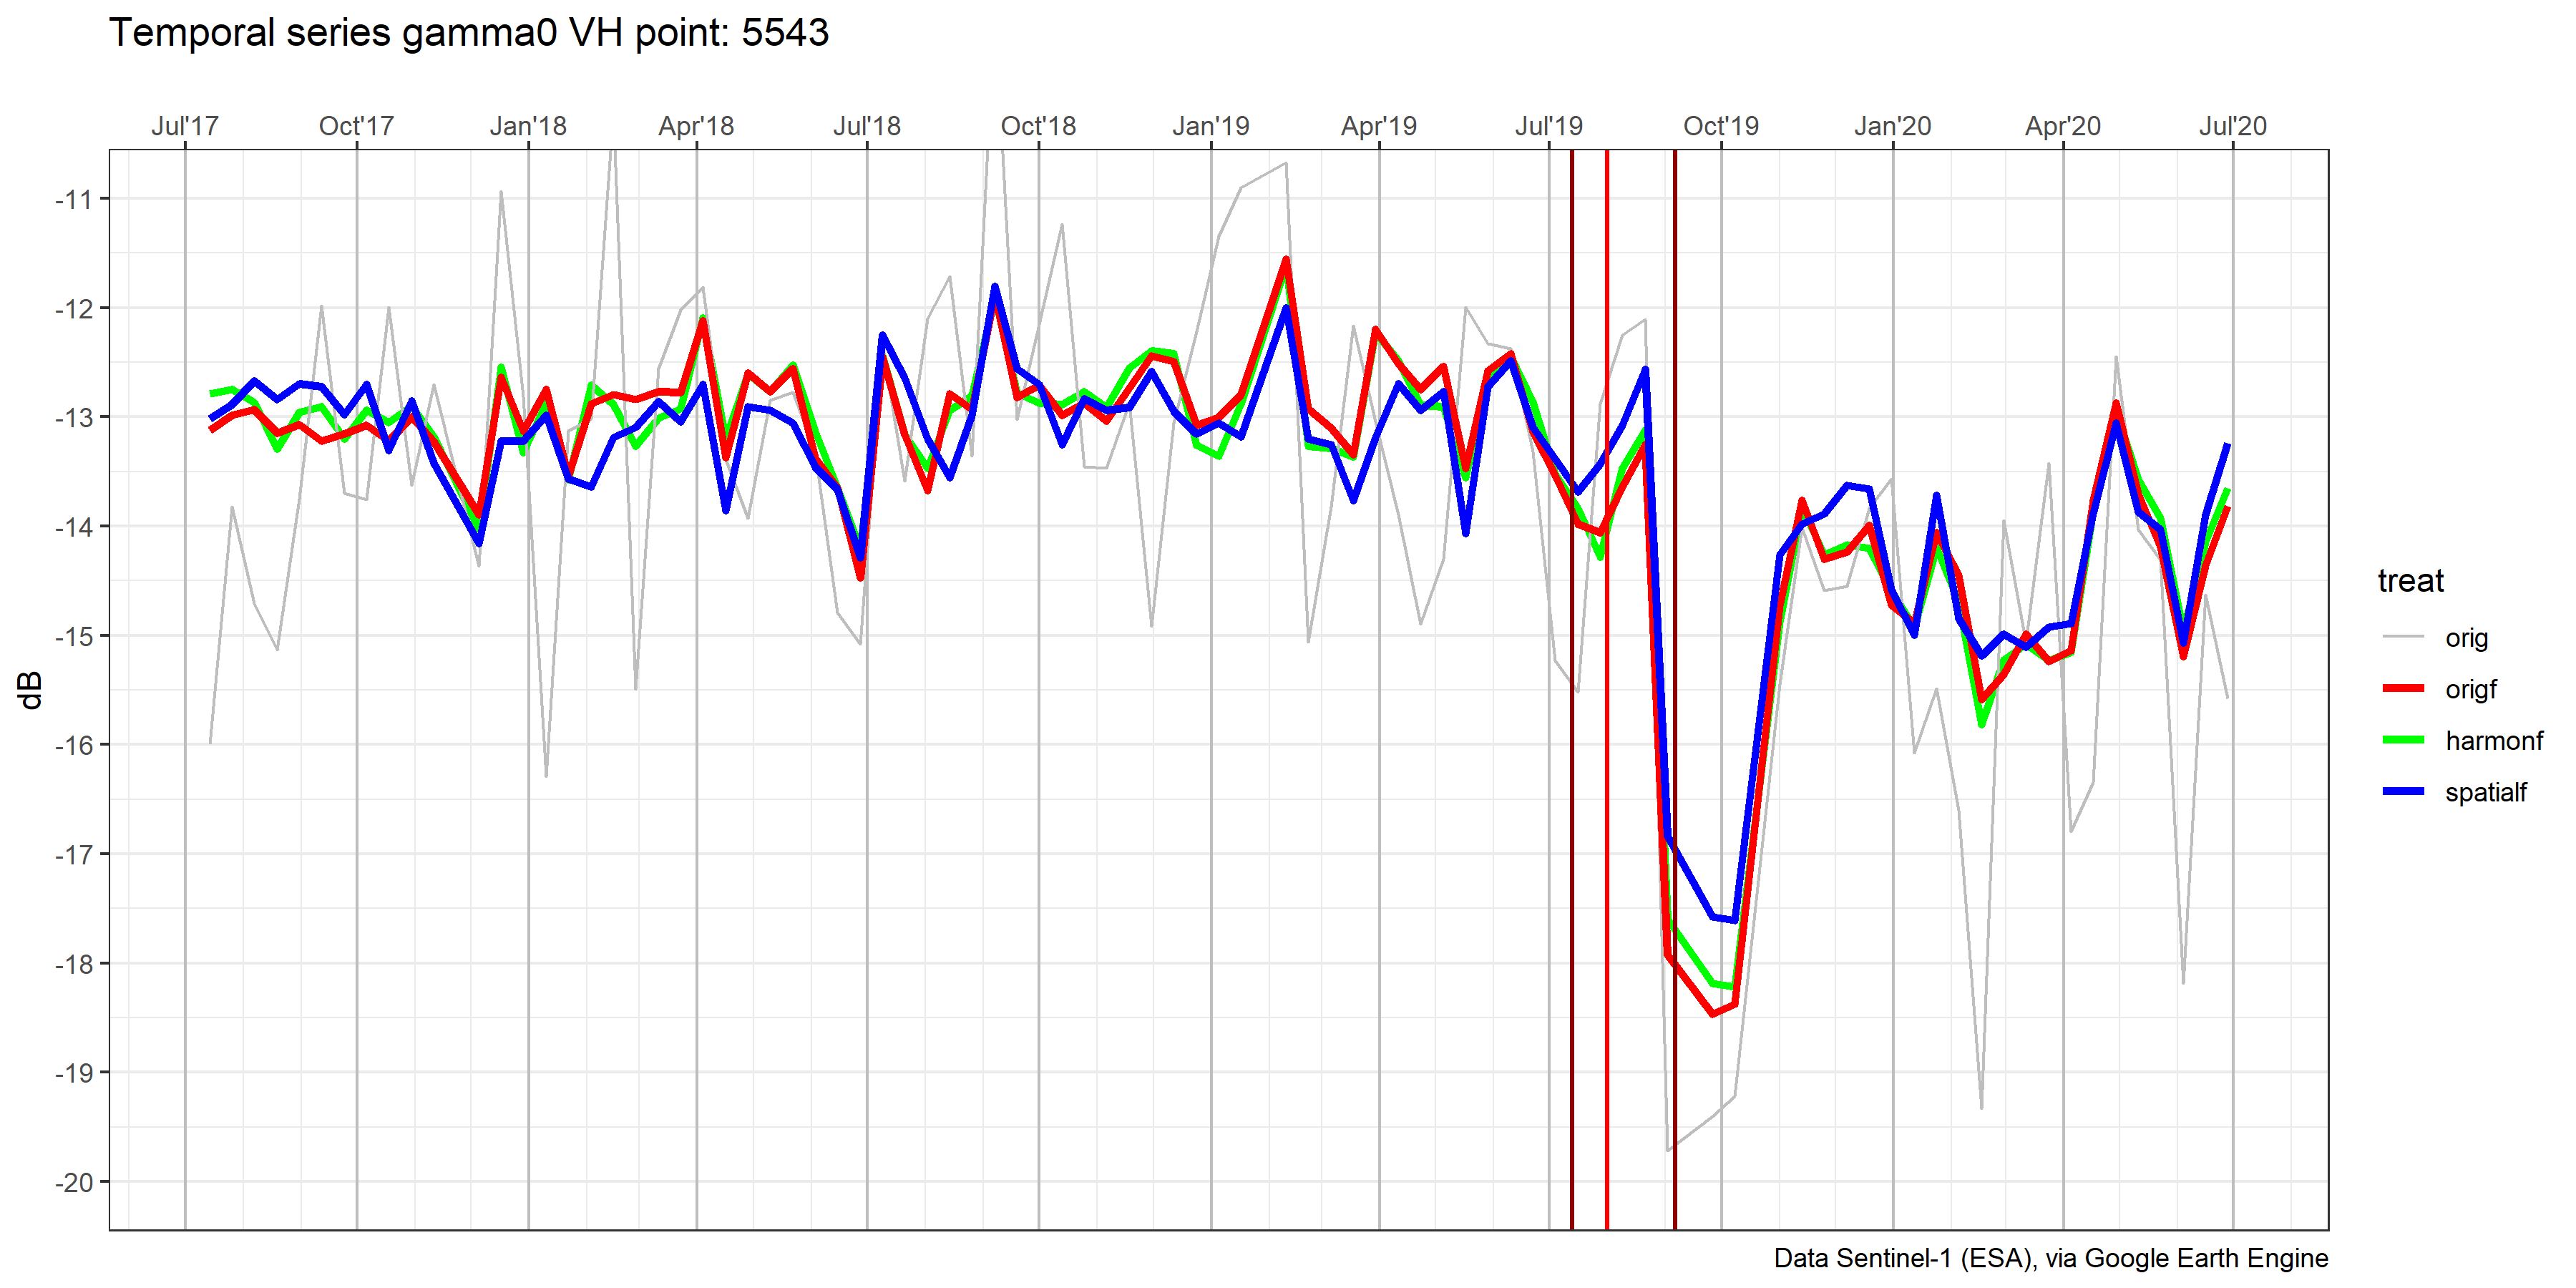 Temporal series gamma0 VH point: 5543
Jul'17 Oct'17 Jan'18 Apr'18 Jul'18 Oct'18 Jan'19 Apr'19 Jul'19 Oct'19 Jan'20 Apr'20 Jul'20
-11
-12
-13
-14
-15
-16
-17
-18
-19
-20
dB
treat
orig
origf
harmonf
spatialf
Data Sentinel-1 (ESA), via Google Earth Engine